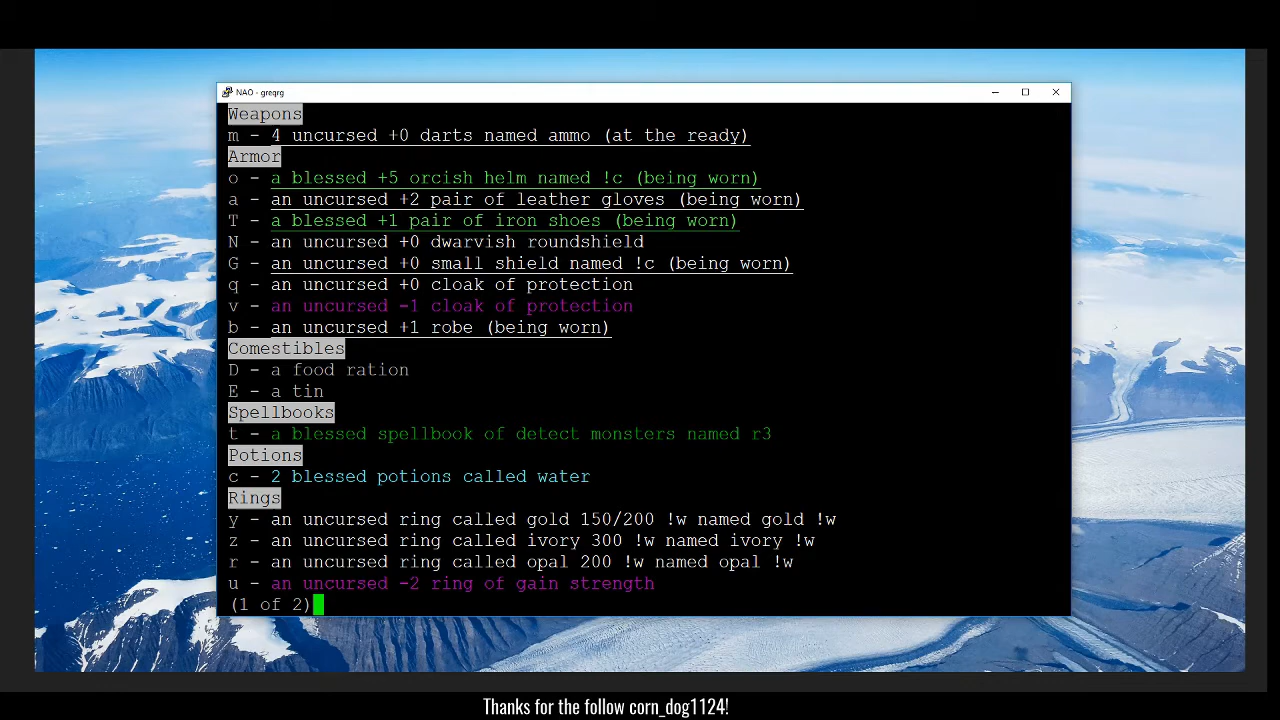 NAO - greqrg
Weapons
m - 4 uncursed +0 darts named ammo (at the ready)
Armor
o - a blessed +5 orcish helm named !c (being worn)
a - an uncursed +2 pair of leather gloves (being worn)
T - a blessed +1 pair of iron shoes (being worn)
N - an uncursed +0 dwarvish roundshield
G - an uncursed +0 small shield named !c (being worn)
q - an uncursed +0 cloak of protection
v - an uncursed -1 cloak of protection
b - an uncursed +1 robe (being worn)
Comestibles
D - a food ration
E - a tin
Spellbooks
t - a blessed spellbook of detect monsters named r3
Potions
c - 2 blessed potions called water
Rings
y - an uncursed ring called gold 150/200 !w named gold !w
z - an uncursed ring called ivory 300 !w named ivory !w
r - an uncursed ring called opal 200 !w named opal !w
u - an uncursed -2 ring of gain strength
(1 of 2)
Thanks for the follow corn_dog1124!